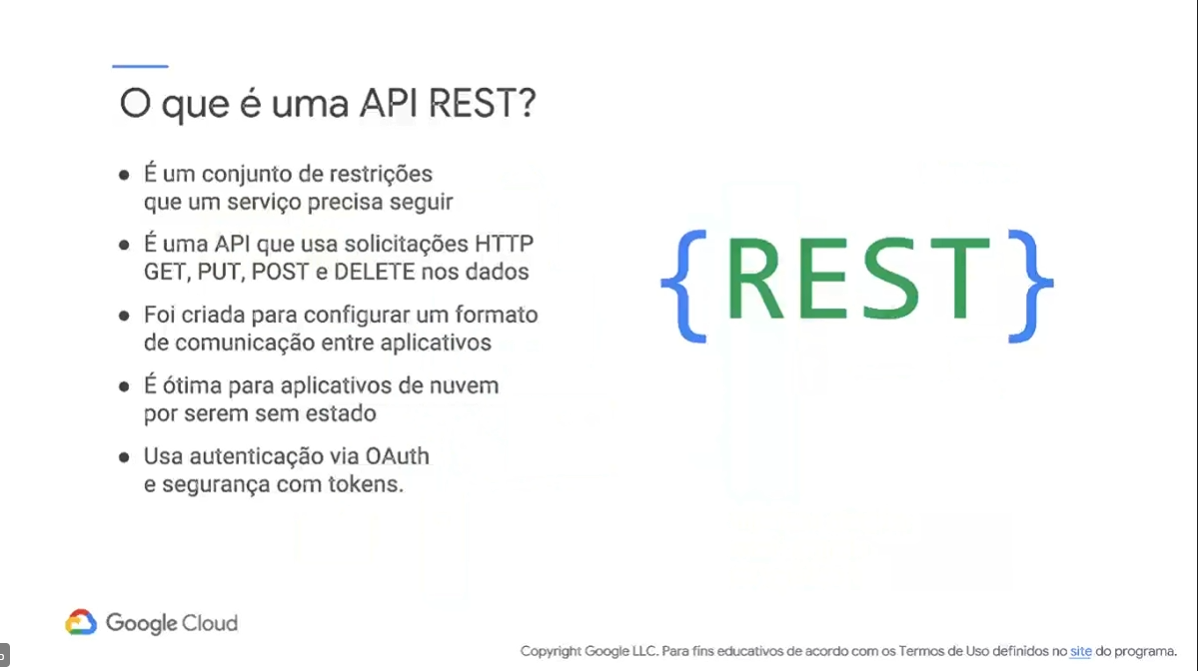 O que é uma API REST?
● É um conjunto de restrições
que um serviço precisa seguir
● É uma API que usa solicitações HTTP
GET, PUT, POST e DELETE nos dados
● Foi criada para configurar um formato
de comunicação entre aplicativos
● É ótima para aplicativos de nuvem
por serem sem estado
● Usa autenticação via OAuth
e segurança com tokens.
{REST}
Google Cloud
Copyright Google LLC. Para fins educativos de acordo com os Termos de Uso definidos no site do programa.